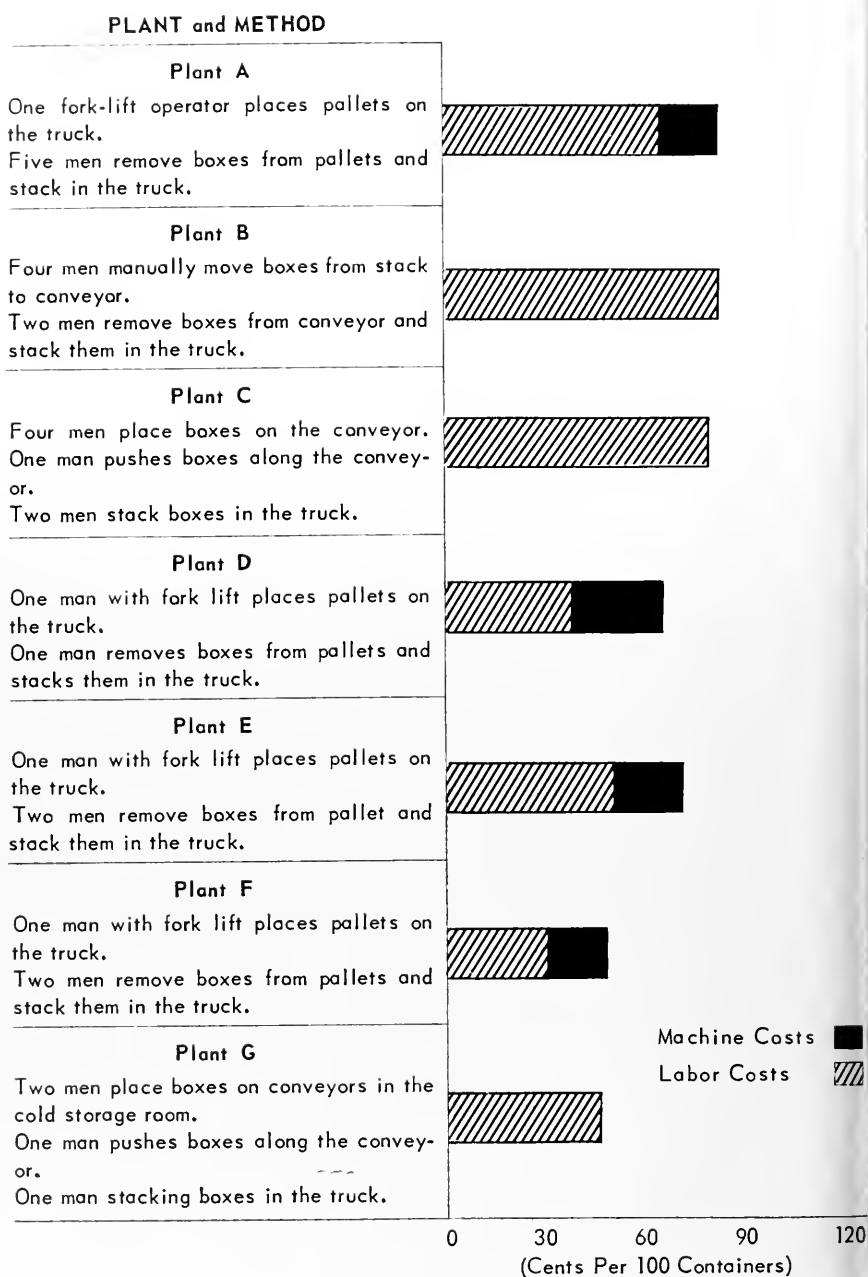 PLANT and METHOD
Plant A
One fork-lift operator places pallets on
the truck.
Five men remove boxes from pallets and
stack in the truck.
Plant B
Four men manually move boxes from stack
to conveyor.
Two men remove boxes from conveyor and
stack them in the truck.
Plant C
Four men place boxes on the conveyor.
One man pushes boxes along the convey-
or.
Two men stack boxes in the truck.
Plant D
One man with fork lift places pallets on
the truck.
One man removes boxes from pallets and
stacks them in the truck.
Plant E
One man with fork lift places pallets on
the truck.
Two men remove boxes from pallet and
stack them in the truck.
Plant F
One man with fork lift places pallets on
the truck.
Two men remove boxes from pallets and
stack them in the truck.
Plant G
Two men place boxes on conveyors in the
cold storage room.
One man pushes boxes along the convey-
or.
One man stacking boxes in the truck.
Machine Costs
Labor Costs
0 30 60 90 120
(Cents Per 100 Containers)